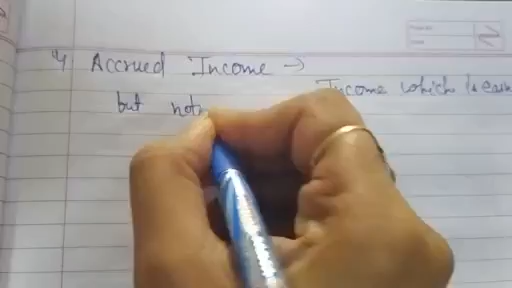 4) Accrued Income →
Income which is earn
but not